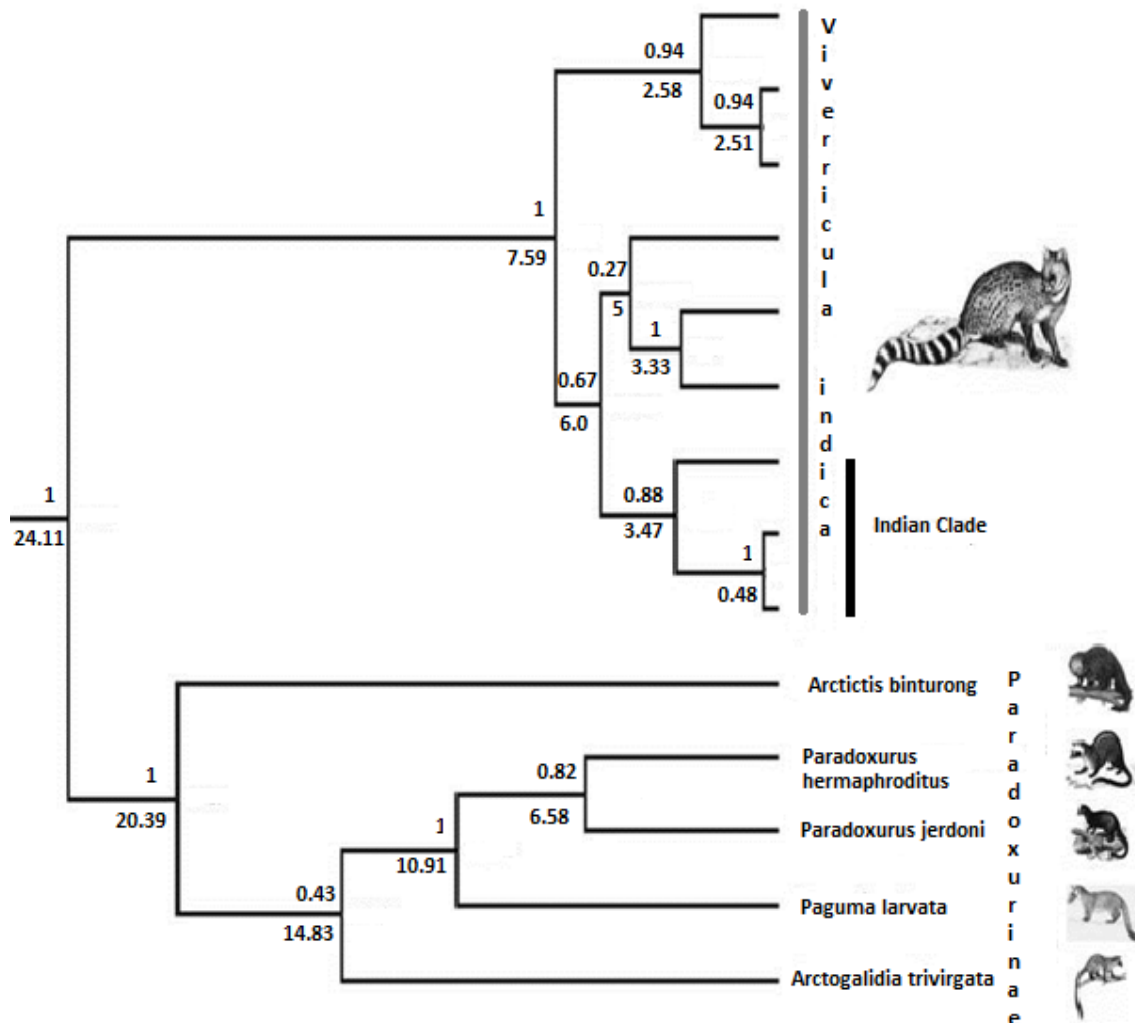 0.94
2.58
0.94
2.51
1
7.59
0.27
5
1
3.33
0.67
6.0
0.88
3.47
1
0.48
Viverricula indica
Indian Clade
1
24.11
1
20.39
0.82
6.58
1
10.91
0.43
14.83
Arctictis binturong
Paradoxurus
hermaphroditus
Paradoxurus jerdoni
Paguma larvata
Arctogalidia trivirgata
Paradoxurinae